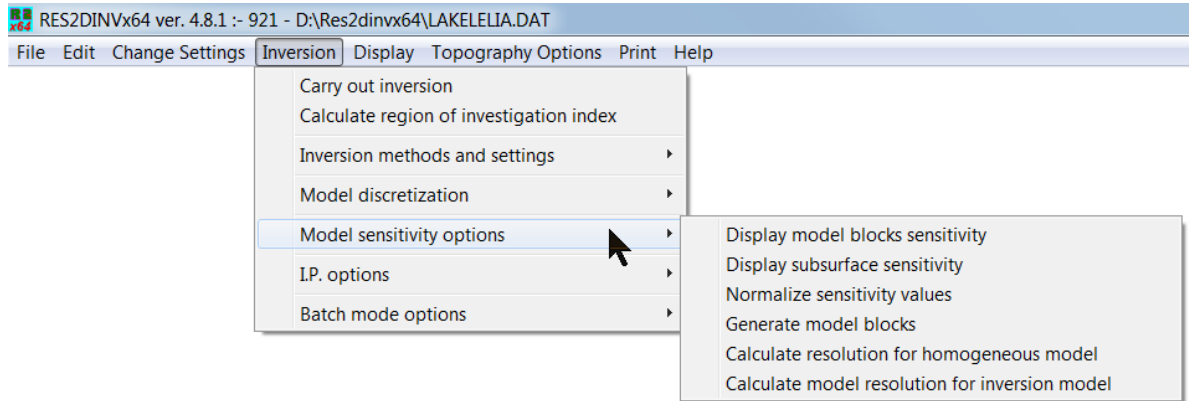 RES2DINVx64 ver. 4.8.1 :- 921 - D:\Res2dinvx64\LAKELELIA.DAT
File Edit Change Settings Inversion Display Topography Options Print Help
Carry out inversion
Calculate region of investigation index
Inversion methods and settings
Model discretization
Model sensitivity options
I.P. options
Batch mode options
Display model blocks sensitivity
Display subsurface sensitivity
Normalize sensitivity values
Generate model blocks
Calculate resolution for homogeneous model
Calculate model resolution for inversion model